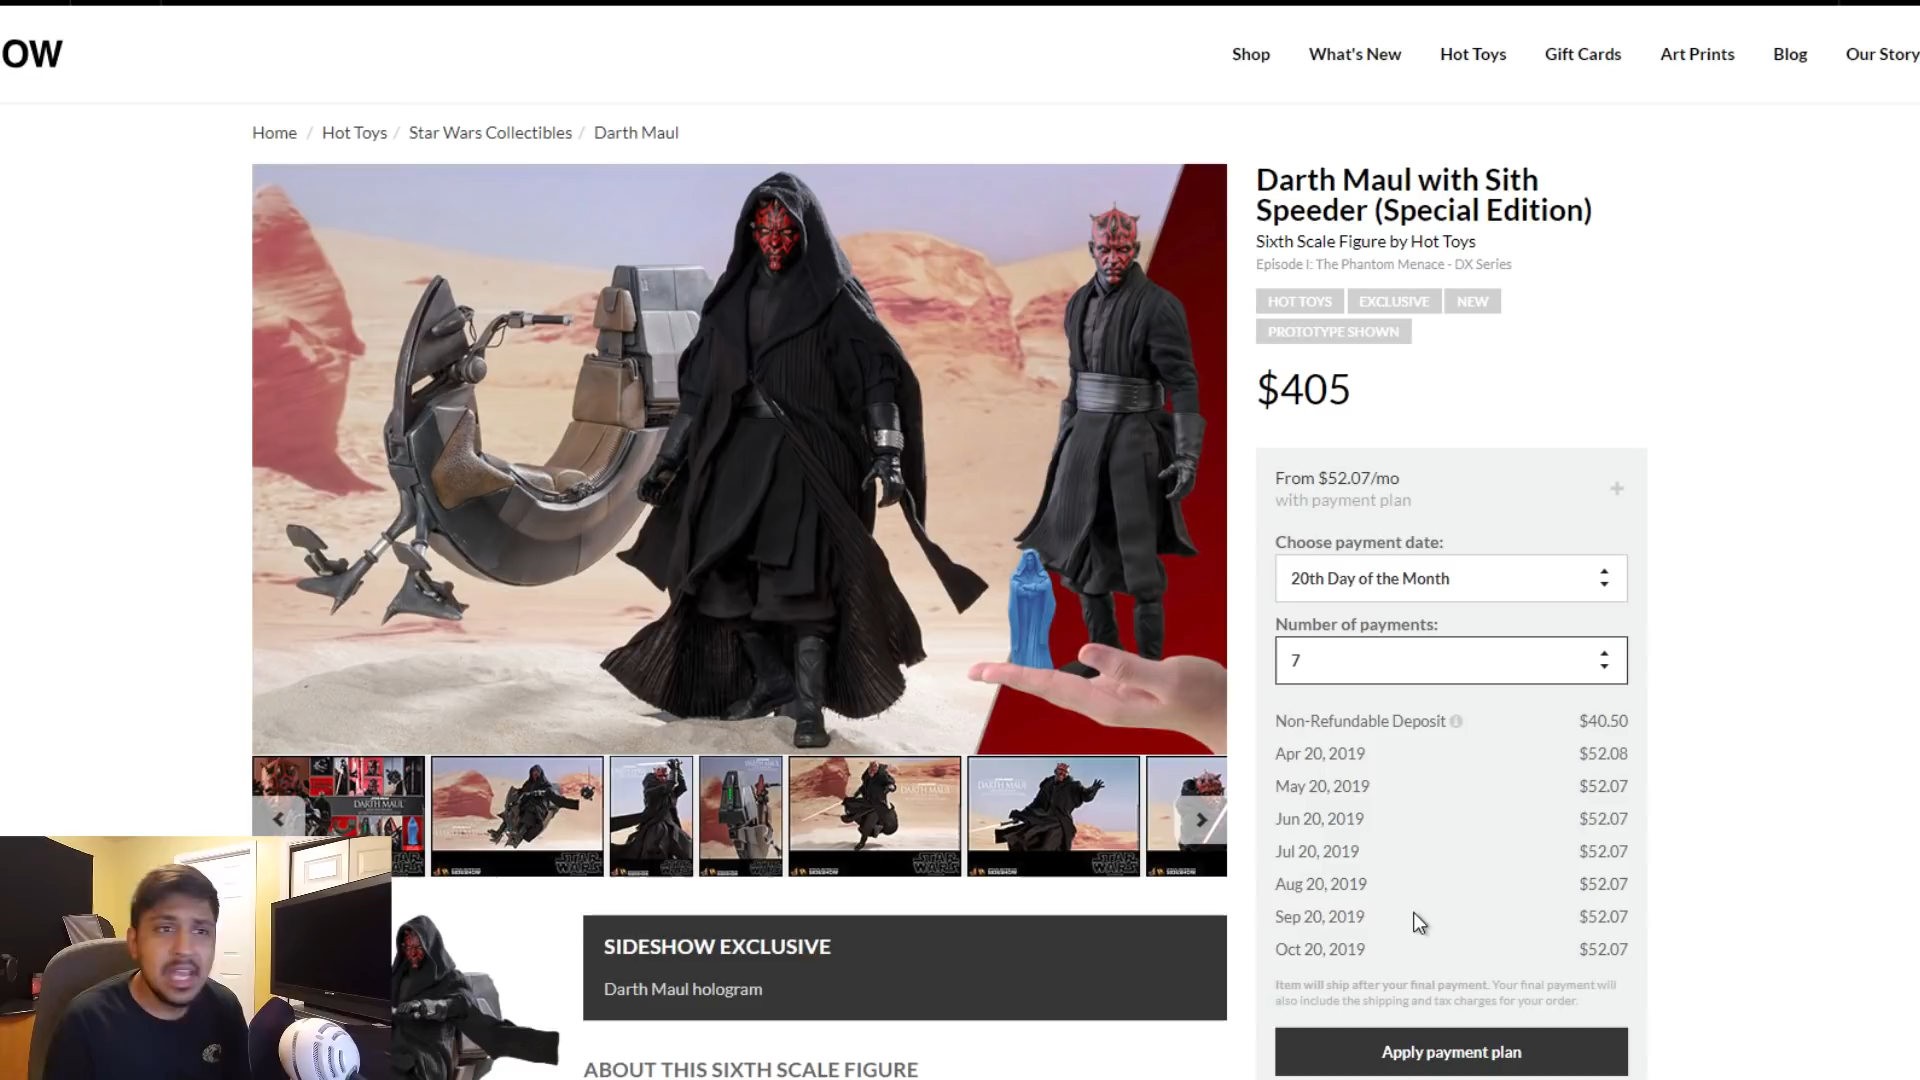 OW
Shop
What's New
Hot Toys
Gift Cards
Art Prints
Blog
Our Story
Home / Hot Toys / Star Wars Collectibles / Darth Maul
Darth Maul with Sith
Speeder (Special Edition)
Sixth Scale Figure by Hot Toys
Episode I: The Phantom Menace - DX Series
HOT TOYS
EXCLUSIVE
NEW
PROTOTYPE SHOWN
$405
From $52.07/mo
with payment plan
Choose payment date:
20th Day of the Month
Number of payments:
7
Non-Refundable Deposit $40.50
Apr 20, 2019 $52.08
May 20, 2019 $52.07
Jun 20, 2019 $52.07
Jul 20, 2019 $52.07
Aug 20, 2019 $52.07
Sep 20, 2019 $52.07
Oct 20, 2019 $52.07
Item will ship after your final payment. Your final payment will
also include the shipping and tax charges for your order.
Apply payment plan
DARTH MAUL
STAR WARS
SIDESHOW
SIDESHOW EXCLUSIVE
Darth Maul hologram
ABOUT THIS SIXTH SCALE FIGURE